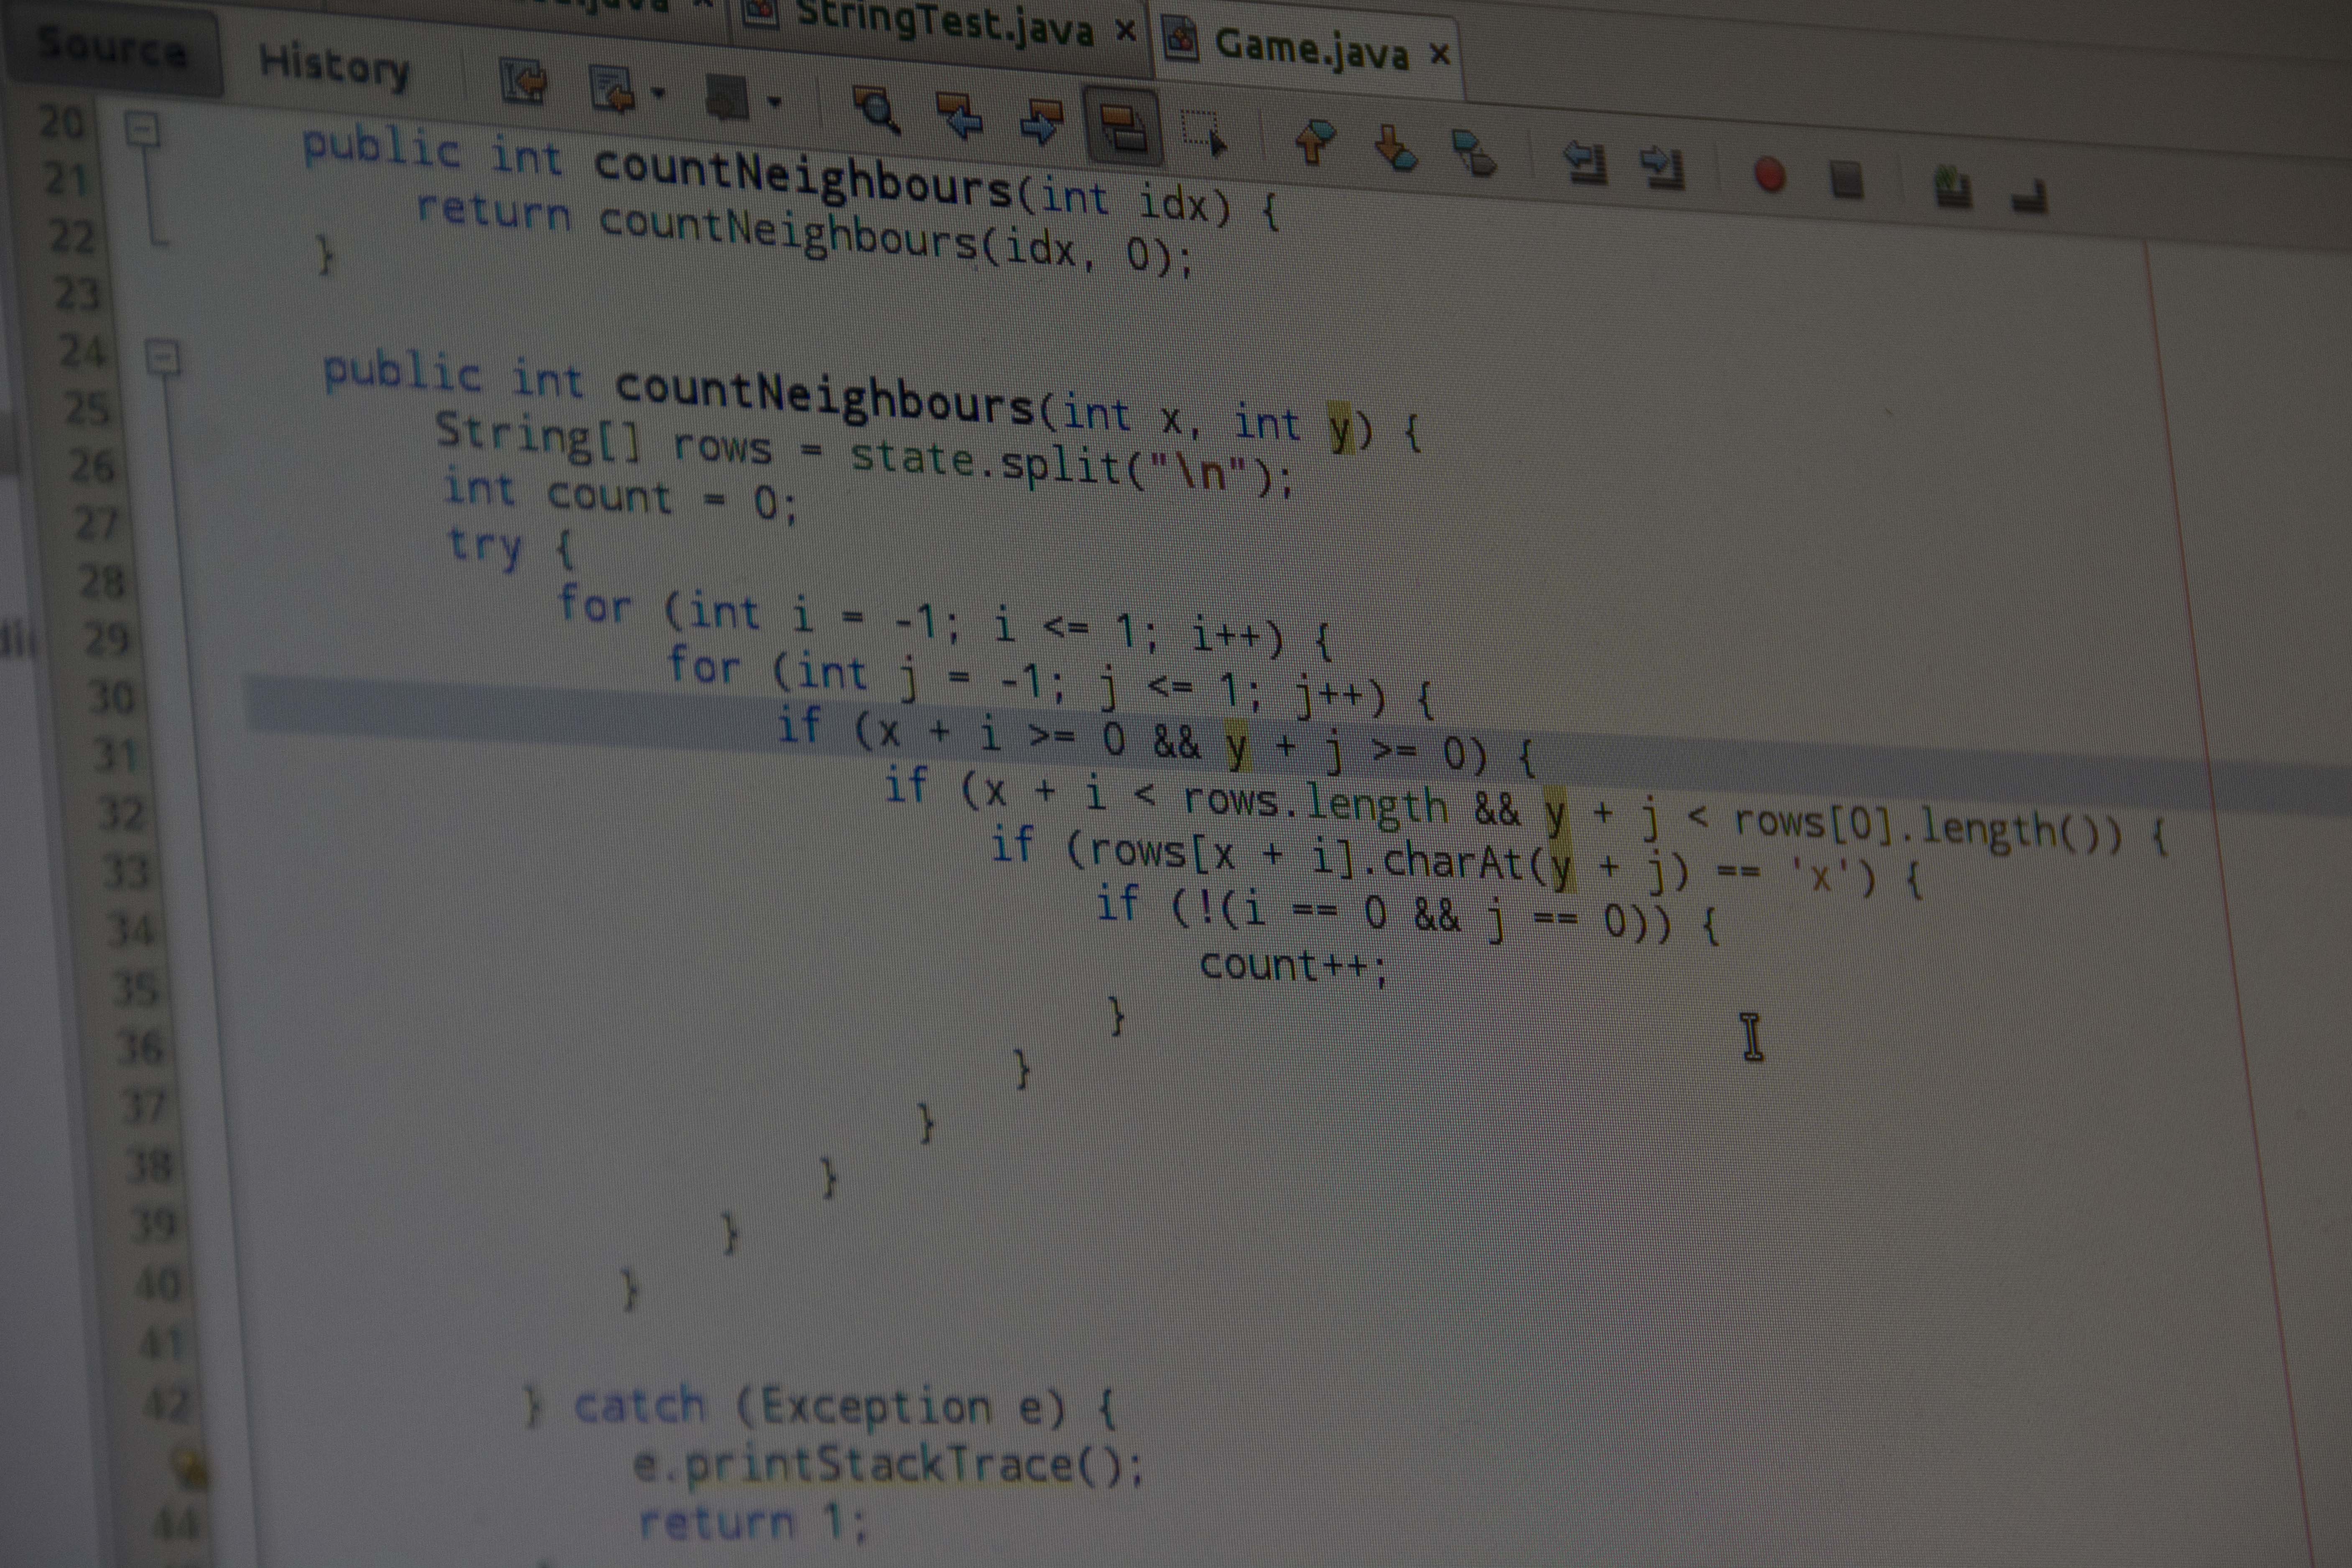 StringTest.java
Game.java
Source
History
20 public int countNeighbours(int idx) {
21 return countNeighbours(idx, 0);
22 }
23
24 public int countNeighbours(int x, int y) {
25 String[] rows = state.split("\n");
26 int count = 0;
27 try {
28 for (int i = -1; i <= 1; i++) {
29 for (int j = -1; j <= 1; j++) {
30 if (x + i >= 0 && y + j >= 0) {
31 if (x + i < rows.length && y + j < rows[0].length()) {
32 if (rows[x + i].charAt(y + j) == 'x') {
33 if (!(i == 0 && j == 0)) {
34 count++;
35 }
36 }
37 }
38 }
39 }
40 }
41
42 } catch (Exception e) {
e.printStackTrace();
44 return 1;